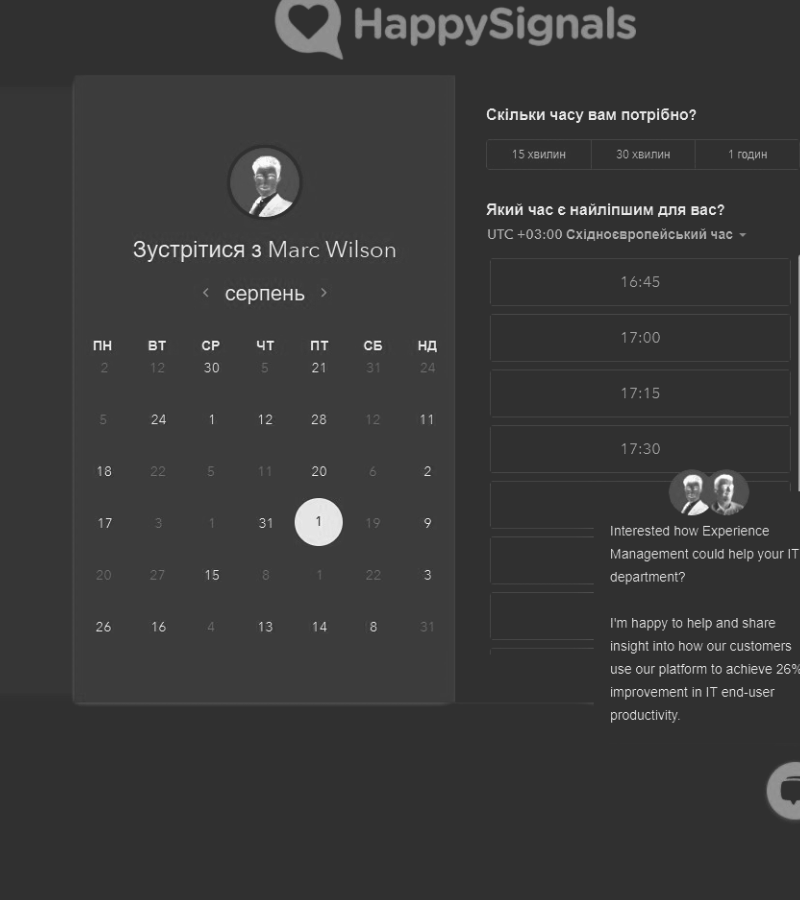 HappySignals
Зустрітися з Marc Wilson
серпень
ПН ВТ СР ЧТ ПТ СБ НД
2 12 30 5 21 31 24
5 24 1 12 28 12 11
18 22 5 11 20 6 2
17 3 1 31 1 19 9
20 27 15 8 1 22 3
26 16 4 13 14 8 31
Скільки часу вам потрібно?
15 хвилин 30 хвилин 1 годин
Який час є найліпшим для вас?
UTC +03:00 Східноєвропейський час
16:45
17:00
17:15
17:30
Interested how Experience
Management could help your IT
department?
I'm happy to help and share
insight into how our customers
use our platform to achieve 26%
improvement in IT end-user
productivity.